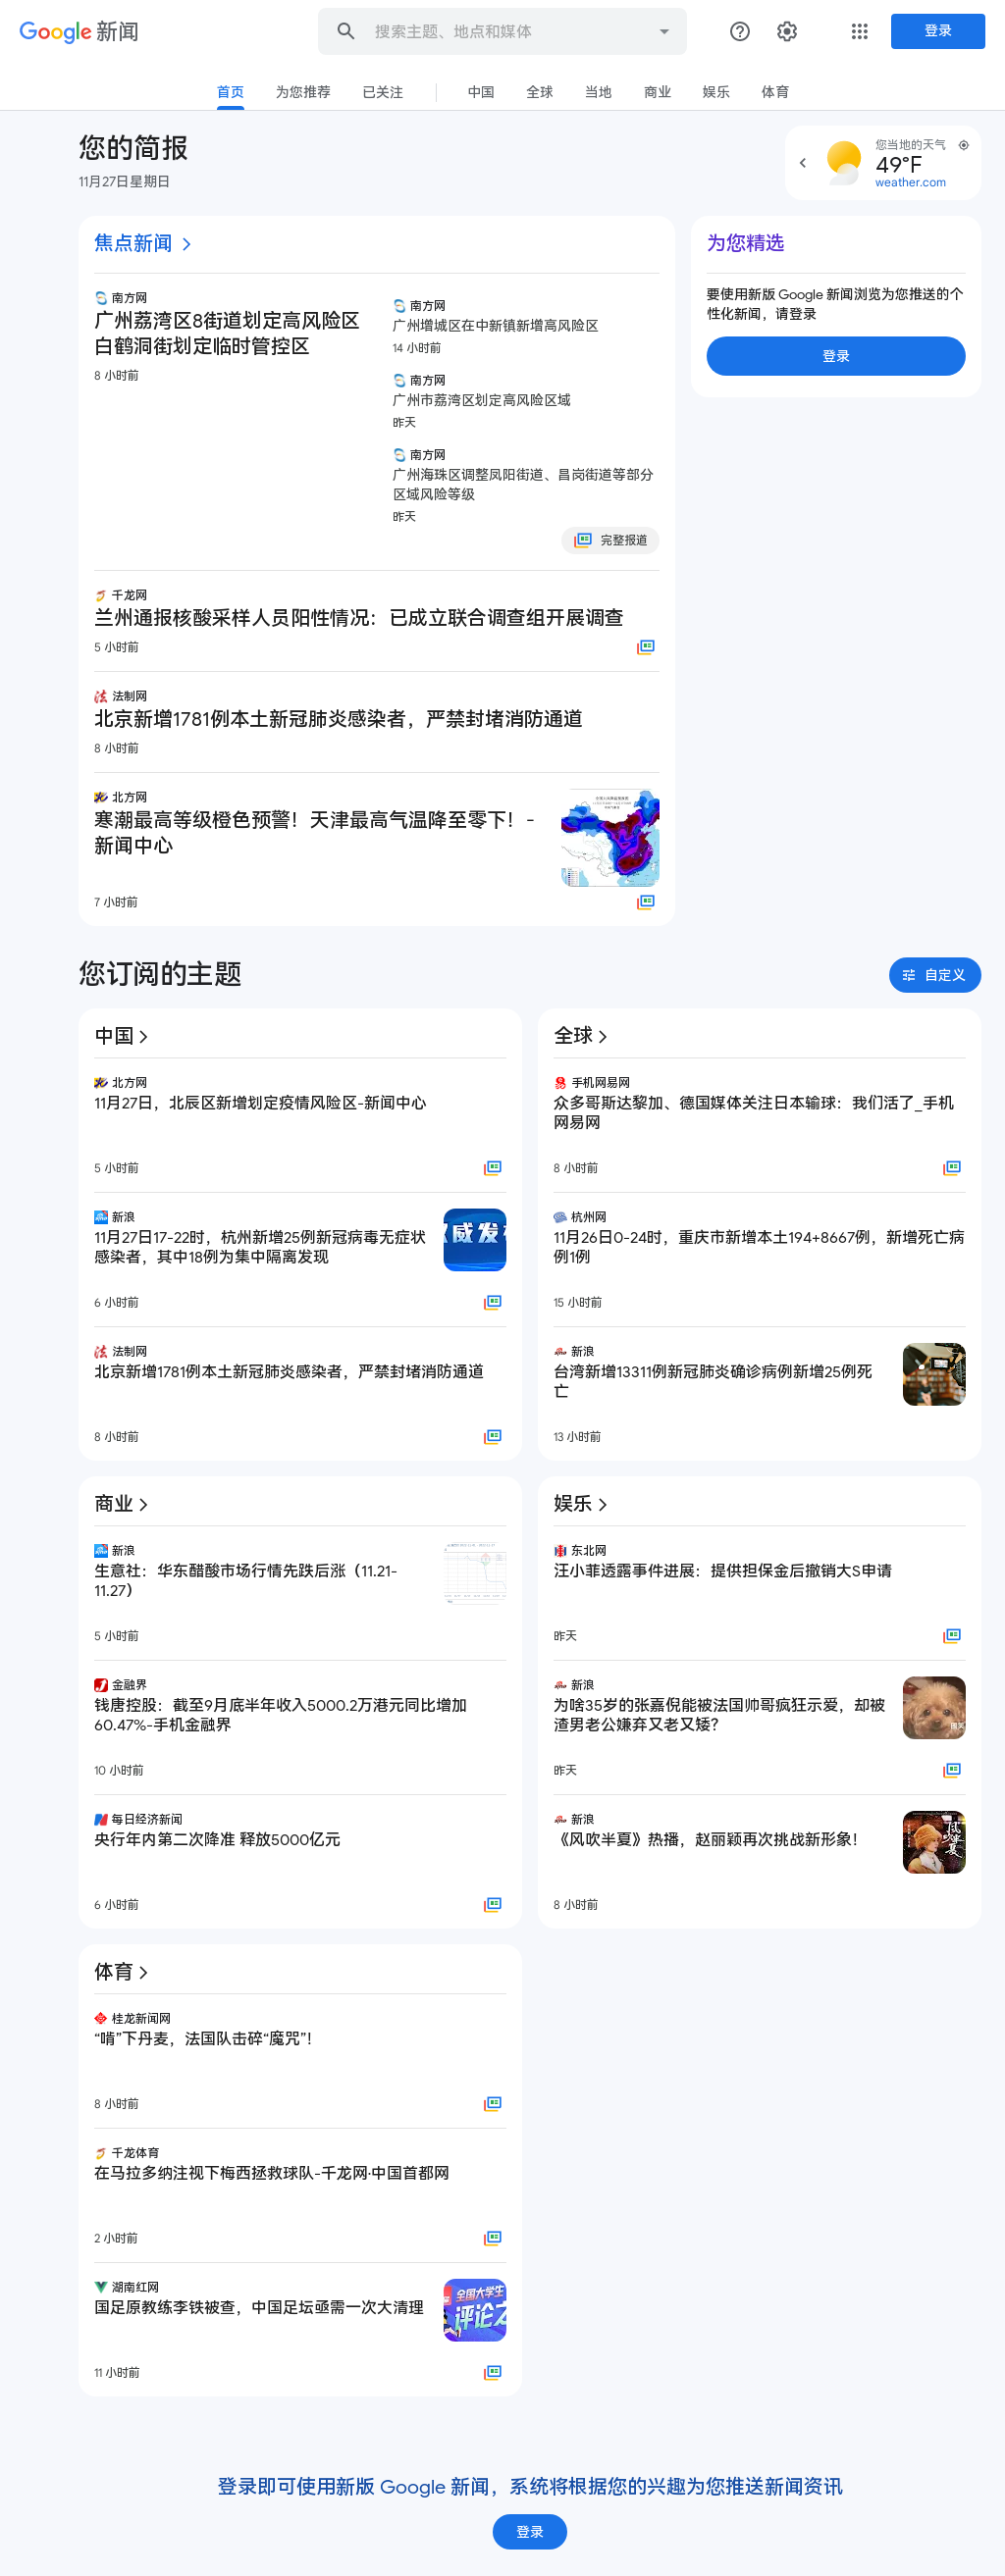 Google 新闻
搜索主题、地点和媒体
登录
首页
为您推荐
已关注
中国
全球
当地
商业
娱乐
体育
您的简报
11月27日星期日
您当地的天气
49°F
weather.com
焦点新闻
南方网
广州荔湾区8街道划定高风险区
白鹤洞街划定临时管控区
8 小时前
南方网
广州增城区在中新镇新增高风险区
14 小时前
南方网
广州市荔湾区划定高风险区域
昨天
南方网
广州海珠区调整凤阳街道、昌岗街道等部分
区域风险等级
昨天
完整报道
千龙网
兰州通报核酸采样人员阳性情况：已成立联合调查组开展调查
5 小时前
法制网
北京新增1781例本土新冠肺炎感染者，严禁封堵消防通道
8 小时前
北方网
寒潮最高等级橙色预警！天津最高气温降至零下！-
新闻中心
7 小时前
为您精选
要使用新版 Google 新闻浏览为您推送的个
性化新闻，请登录
登录
您订阅的主题
自定义
中国
北方网
11月27日，北辰区新增划定疫情风险区-新闻中心
5 小时前
新浪
11月27日17-22时，杭州新增25例新冠病毒无症状
感染者，其中18例为集中隔离发现
权威发布
6 小时前
法制网
北京新增1781例本土新冠肺炎感染者，严禁封堵消防通道
8 小时前
全球
手机网易网
众多哥斯达黎加、德国媒体关注日本输球：我们活了_手机
网易网
8 小时前
杭州网
11月26日0-24时，重庆市新增本土194+8667例，新增死亡病
例1例
15 小时前
新浪
台湾新增13311例新冠肺炎确诊病例新增25例死
亡
13 小时前
商业
新浪
生意社：华东醋酸市场行情先跌后涨（11.21-
11.27）
5 小时前
金融界
钱唐控股：截至9月底半年收入5000.2万港元同比增加
60.47%-手机金融界
10 小时前
每日经济新闻
央行年内第二次降准 释放5000亿元
6 小时前
娱乐
东北网
汪小菲透露事件进展：提供担保金后撤销大S申请
昨天
新浪
为啥35岁的张嘉倪能被法国帅哥疯狂示爱，却被
渣男老公嫌弃又老又矮？
昨天
新浪
《风吹半夏》热播，赵丽颖再次挑战新形象！
风吹半夏
8 小时前
体育
桂龙新闻网
“啃”下丹麦，法国队击碎“魔咒”！
8 小时前
千龙体育
在马拉多纳注视下梅西拯救球队-千龙网·中国首都网
2 小时前
湖南红网
国足原教练李铁被查，中国足坛亟需一次大清理
全国大学生
评论之
11 小时前
登录即可使用新版 Google 新闻，系统将根据您的兴趣为您推送新闻资讯
登录